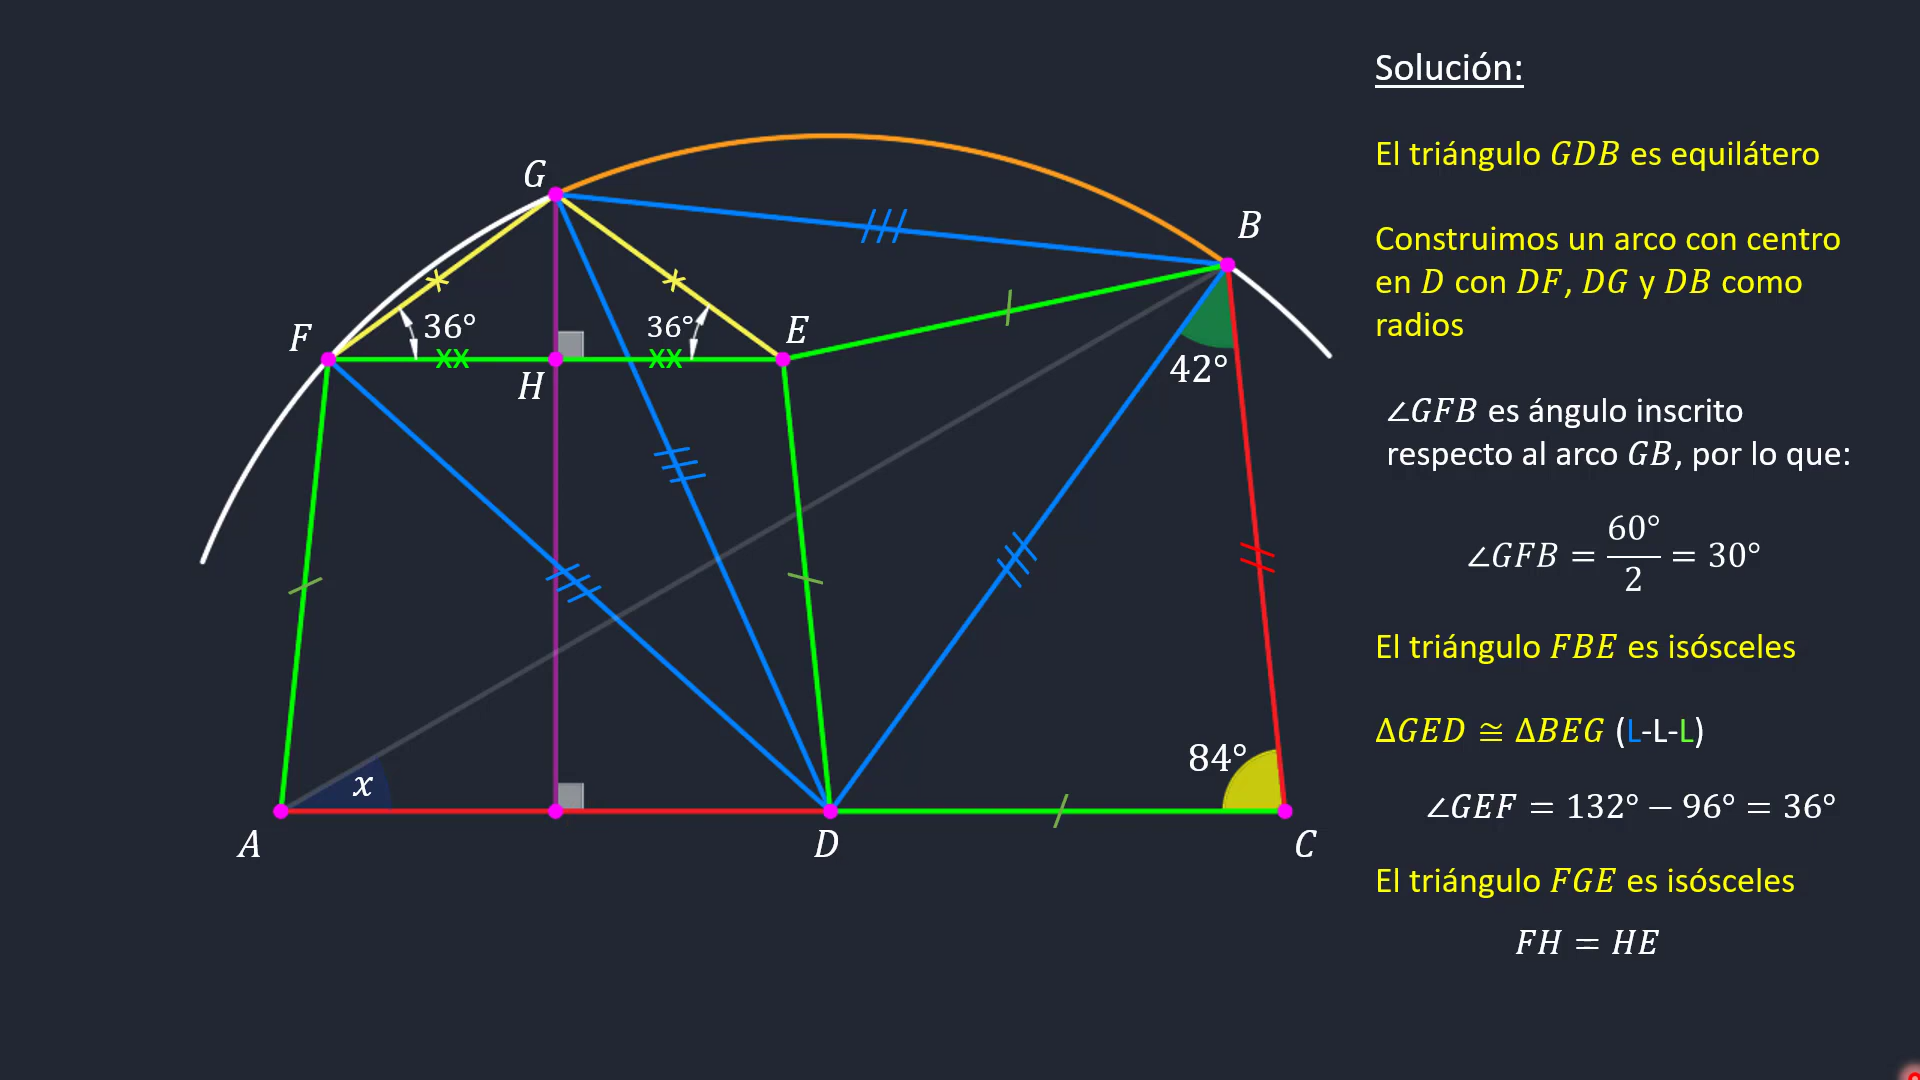 Solución:
El triángulo GDB es equilátero
Construimos un arco con centro
en D con DF, DG y DB como
radios
∠GFB es ángulo inscrito
respecto al arco GB, por lo que:
∠GFB = 60°/2 = 30°
El triángulo FBE es isósceles
ΔGED ≅ ΔBEG (L-L-L)
∠GEF = 132° − 96° = 36°
El triángulo FGE es isósceles
FH = HE
G
B
F
36°
36°
E
H
42°
84°
x
A
D
C